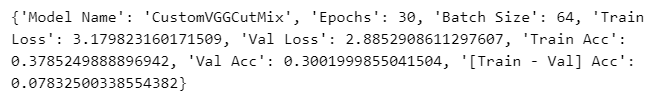 {'Model Name': 'CustomVGGCutMix', 'Epochs': 30, 'Batch Size': 64, 'Train
Loss': 3.179823160171509, 'Val Loss': 2.8852908611297607, 'Train Acc':
0.3785249888896942, 'Val Acc': 0.3001999855041504, '[Train - Val] Acc':
0.07832500338554382}